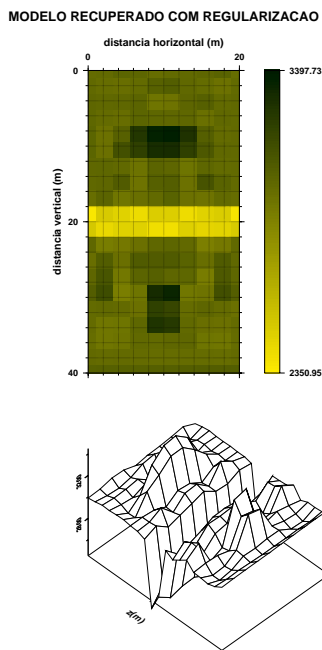 MODELO RECUPERADO COM REGULARIZACAO
distancia horizontal (m)
0
20
0
20
40
distancia vertical (m)
3397.73
2350.95
z(m)